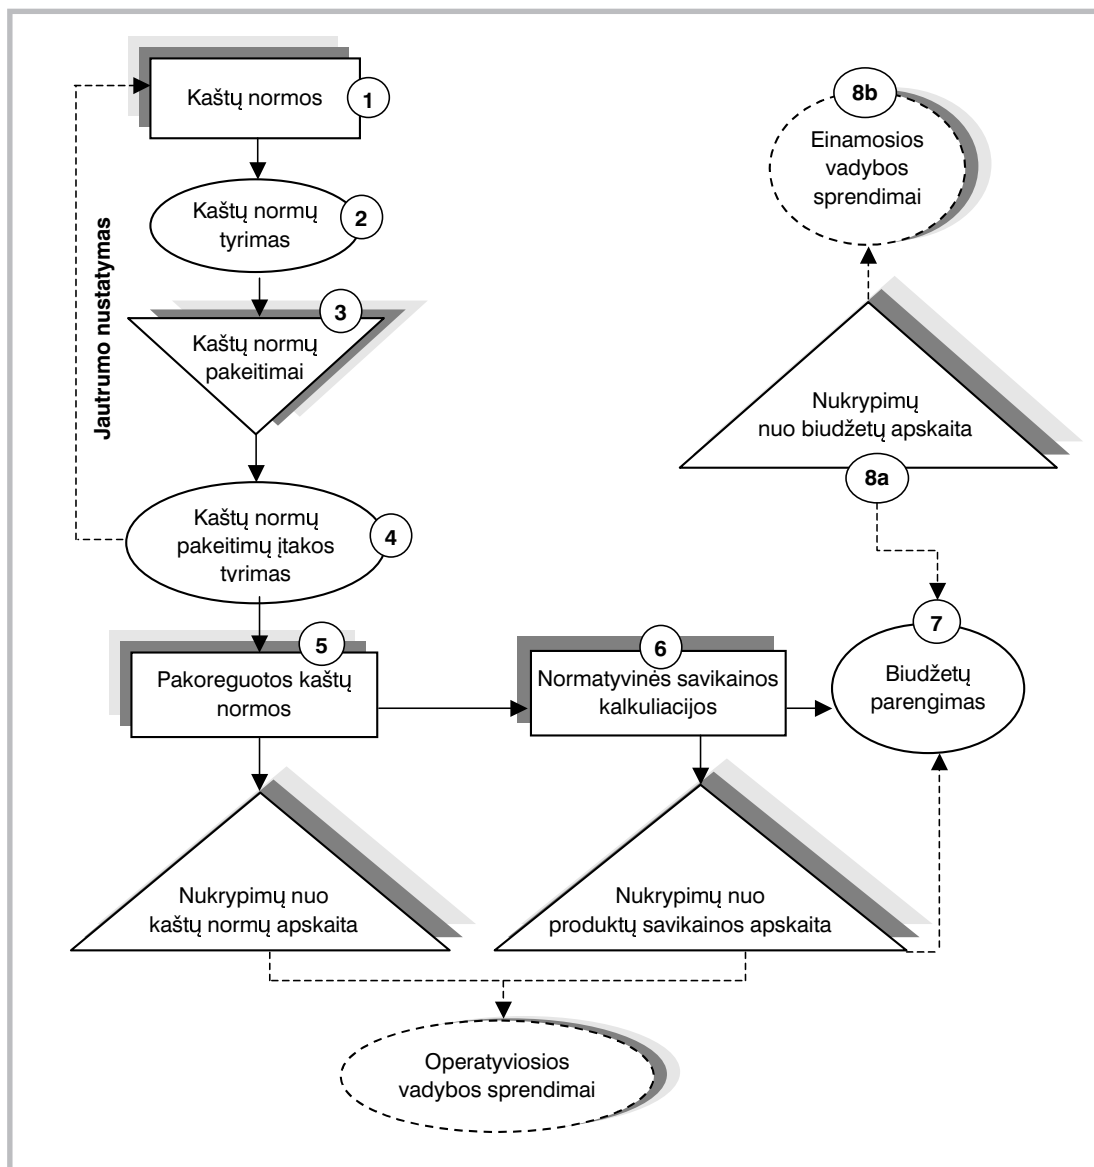 Kaštų normos
1
Kaštų normų
tyrimas
2
3
Kaštų normų
pakeitimai
Jautrumo nustatymas
Kaštų normų
pakeitimų įtakos
tyrimas
4
5
Pakoreguotos kaštų
normos
6
Normatyvinės savikainos
kalkuliacijos
7
Biudžetų
parengimas
8b
Einamosios
vadybos
sprendimai
Nukrypimų
nuo biudžetų apskaita
8a
Nukrypimų nuo
kaštų normų apskaita
Nukrypimų nuo
produktų savikainos apskaita
Operatyviosios
vadybos sprendimai